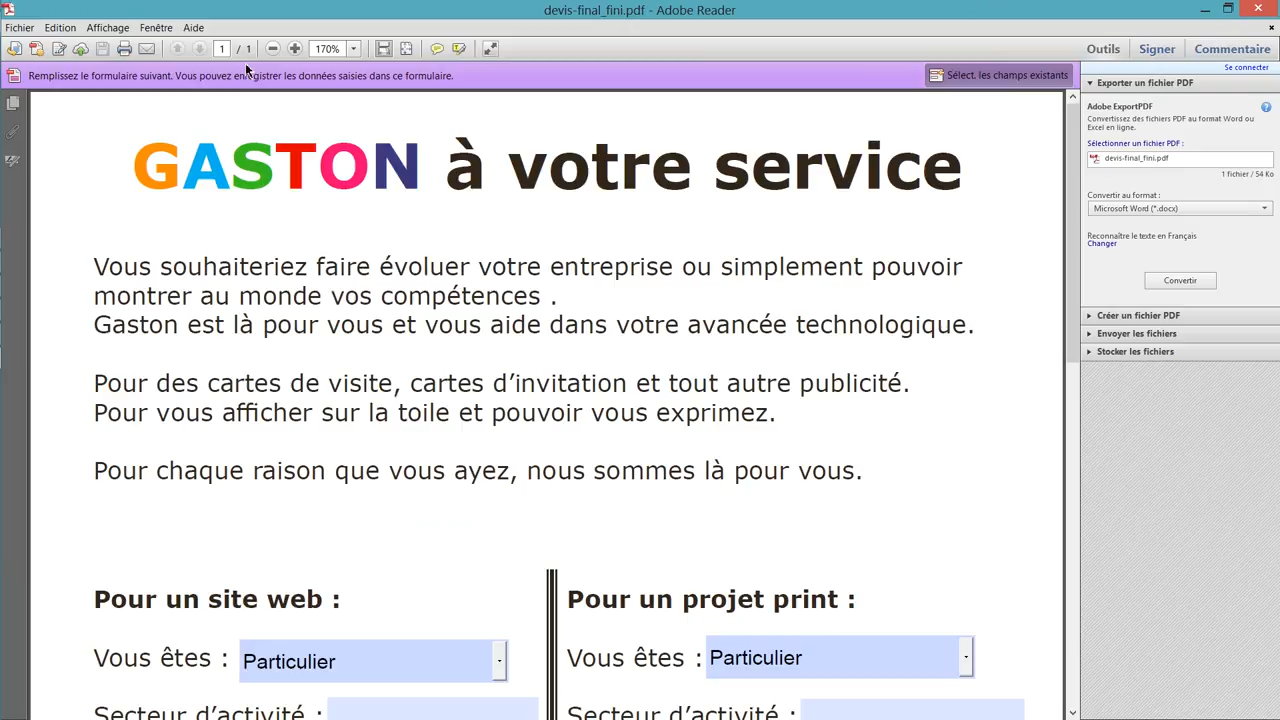 devis-final_fini.pdf - Adobe Reader
Fichier Edition Affichage Fenêtre Aide
1 / 1 170% Outils Signer Commentaire
Remplissez le formulaire suivant. Vous pouvez enregistrer les données saisies dans ce formulaire. Sélect. les champs existants
Se connecter
Exporter un fichier PDF
Adobe ExportPDF
Convertissez des fichiers PDF au format Word ou
Excel en ligne.
Sélectionner un fichier PDF :
devis-final_fini.pdf
1 fichier / 54 Ko
Convertir au format :
Microsoft Word (*.docx)
Reconnaître le texte en Français
Changer
Convertir
Créer un fichier PDF
Envoyer les fichiers
Stocker les fichiers
GASTON à votre service
Vous souhaiteriez faire évoluer votre entreprise ou simplement pouvoir
montrer au monde vos compétences .
Gaston est là pour vous et vous aide dans votre avancée technologique.
Pour des cartes de visite, cartes d’invitation et tout autre publicité.
Pour vous afficher sur la toile et pouvoir vous exprimez.
Pour chaque raison que vous ayez, nous sommes là pour vous.
Pour un site web :
Vous êtes : Particulier
Secteur d’activité :
Pour un projet print :
Vous êtes : Particulier
Secteur d’activité :